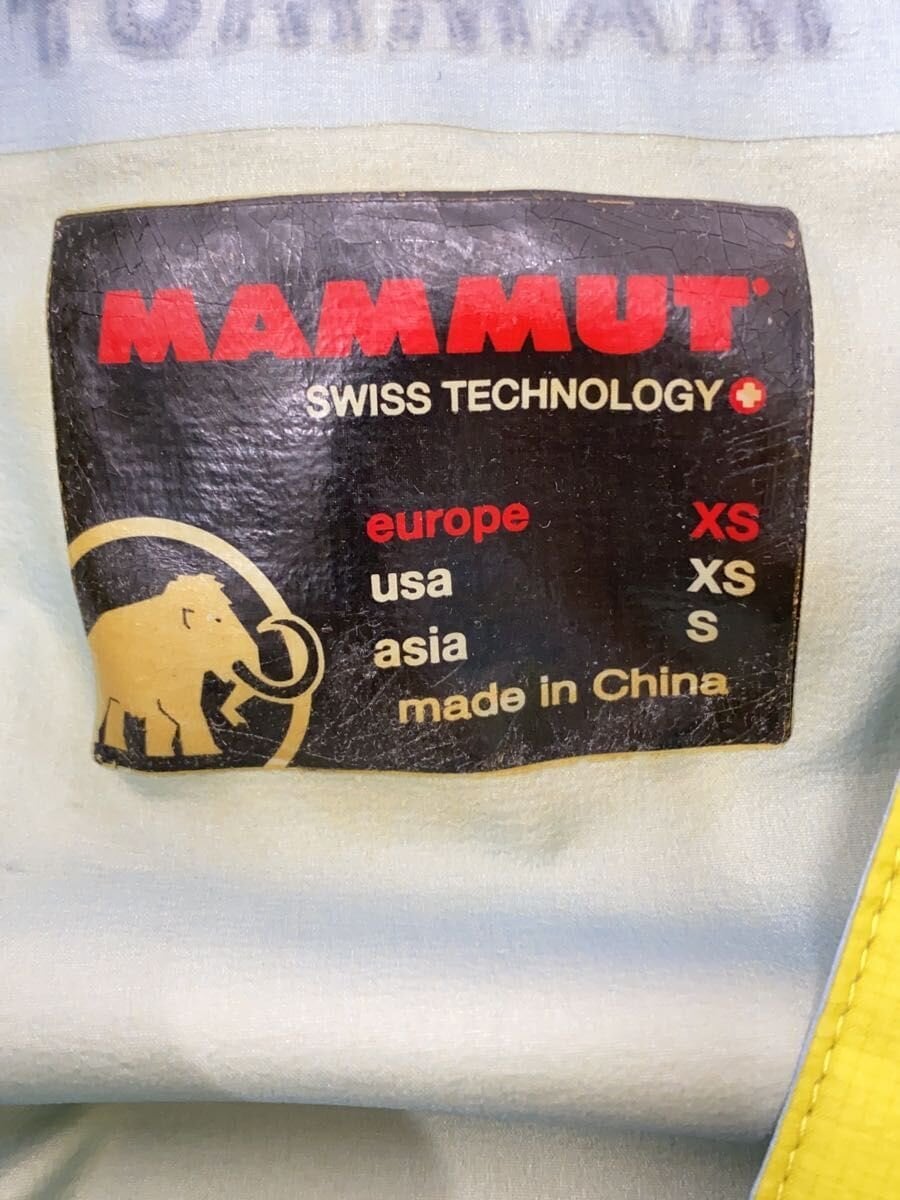 MAMMUT
SWISS TECHNOLOGY
europe XS
usa XS
asia S
made in China